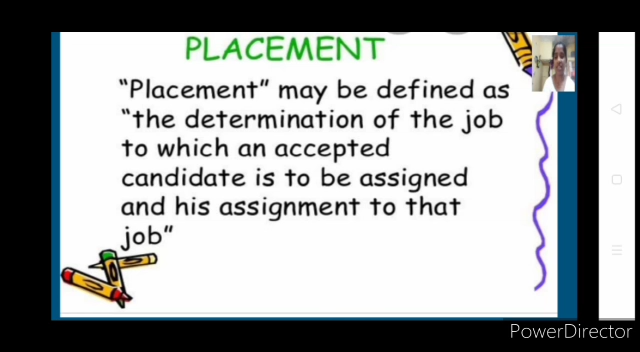 PLACEMENT
“Placement” may be defined as
“the determination of the job
to which an accepted
candidate is to be assigned
and his assignment to that
job”
PowerDirector